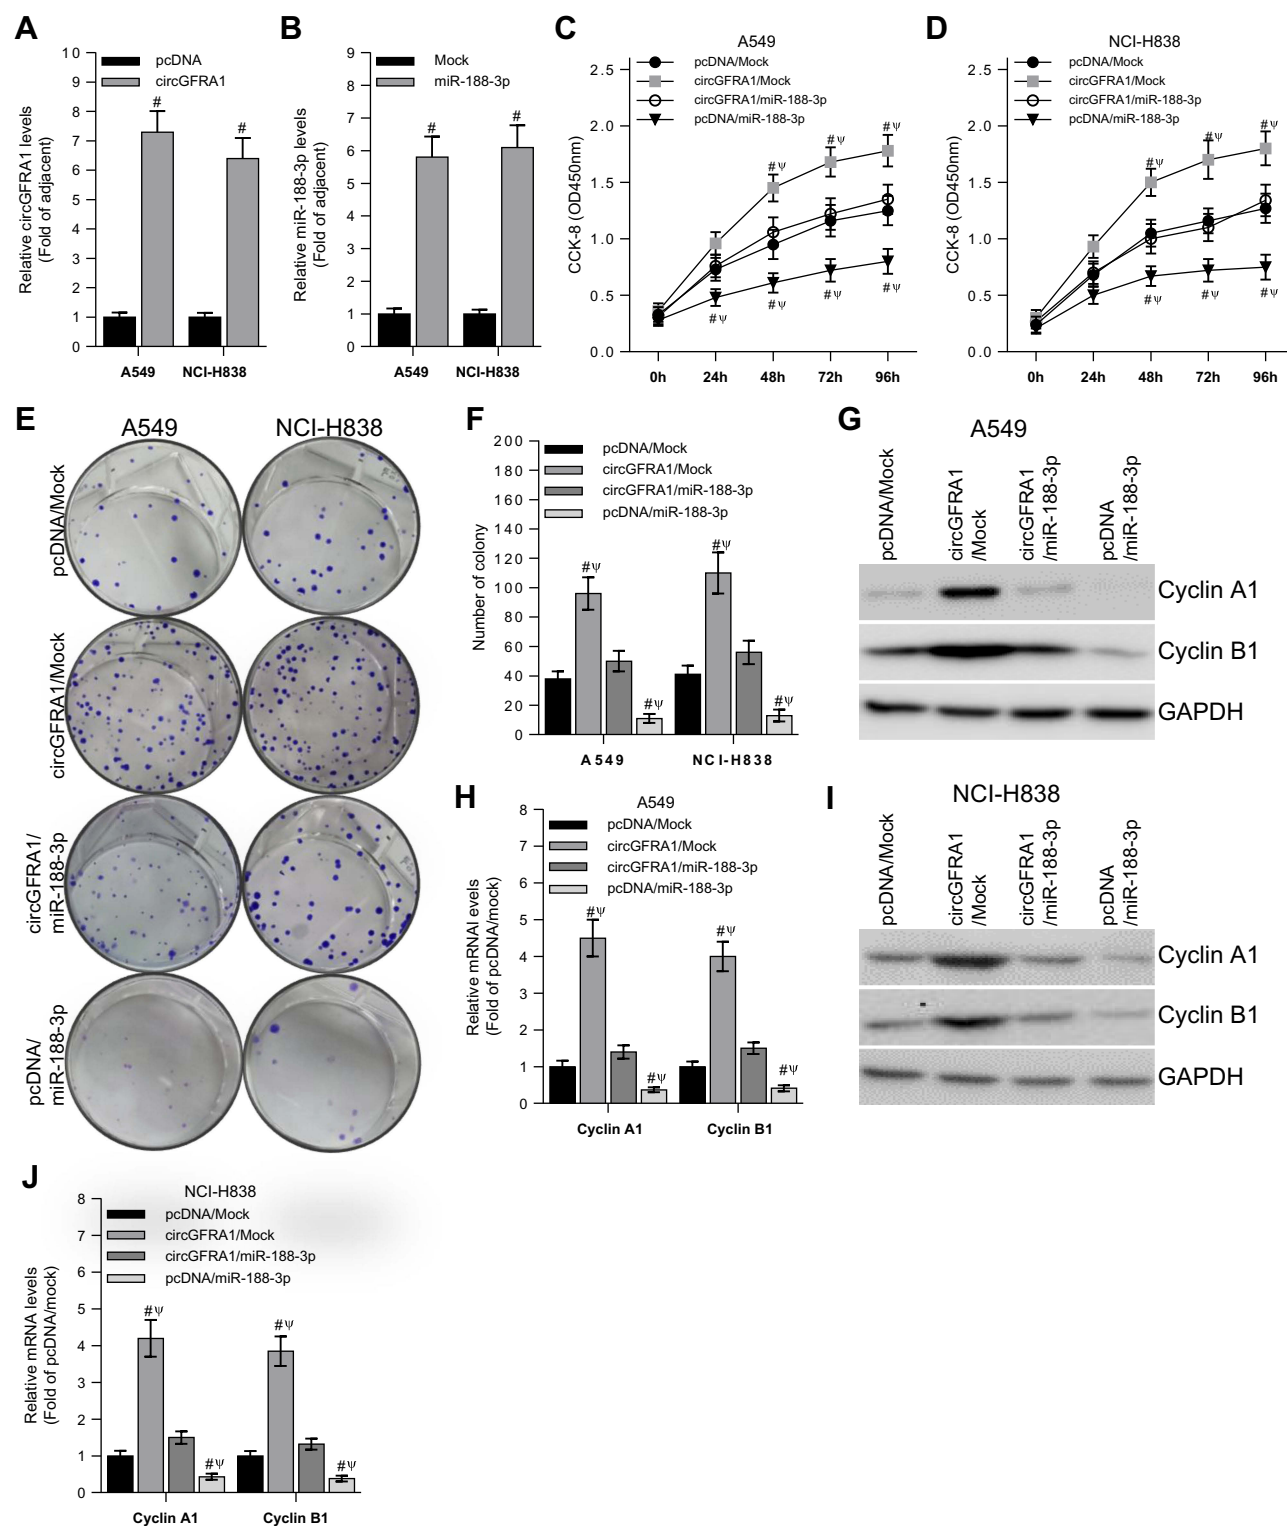 A
10
9
8
7
6
5
4
3
2
1
0
Relative circGFRA1 levels
(Fold of adjacent)
pcDNA
circGFRA1
#
#
A549
NCI-H838
B
9
8
7
6
5
4
3
2
1
0
Relative miR-188-3p levels
(Fold of adjacent)
Mock
miR-188-3p
#
#
A549
NCI-H838
C
A549
2.5
2.0
1.5
1.0
0.5
0.0
CCK-8 (OD450nm)
pcDNA/Mock
circGFRA1/Mock
circGFRA1/miR-188-3p
pcDNA/miR-188-3p
#ψ
#ψ
#ψ
#ψ
#ψ
#ψ
#ψ
0h
24h
48h
72h
96h
D
NCI-H838
2.5
2.0
1.5
1.0
0.5
0.0
CCK-8 (OD450nm)
pcDNA/Mock
circGFRA1/Mock
circGFRA1/miR-188-3p
pcDNA/miR-188-3p
#ψ
#ψ
#ψ
#ψ
#ψ
#ψ
0h
24h
48h
72h
96h
E
A549
NCI-H838
pcDNA/Mock
circGFRA1/Mock
circGFRA1/
miR-188-3p
pcDNA/
miR-188-3p
F
200
180
160
140
120
100
80
60
40
20
0
Number of colony
pcDNA/Mock
circGFRA1/Mock
circGFRA1/miR-188-3p
pcDNA/miR-188-3p
#ψ
#ψ
#ψ
#ψ
A549
NCI-H838
G
A549
pcDNA/Mock
circGFRA1
/Mock
circGFRA1
/miR-188-3p
pcDNA
/miR-188-3p
Cyclin A1
Cyclin B1
GAPDH
H
A549
8
7
6
5
4
3
2
1
0
Relative mRNAl evels
(Fold of pcDNA/mock)
pcDNA/Mock
circGFRA1/Mock
circGFRA1/miR-188-3p
pcDNA/miR-188-3p
#ψ
#ψ
#ψ
#ψ
Cyclin A1
Cyclin B1
I
NCI-H838
pcDNA/Mock
circGFRA1
/Mock
circGFRA1
/miR-188-3p
pcDNA
/miR-188-3p
Cyclin A1
Cyclin B1
GAPDH
J
NCI-H838
8
7
6
5
4
3
2
1
0
Relative mRNA levels
(Fold of pcDNA/mock)
pcDNA/Mock
circGFRA1/Mock
circGFRA1/miR-188-3p
pcDNA/miR-188-3p
#ψ
#ψ
#ψ
#ψ
Cyclin A1
Cyclin B1